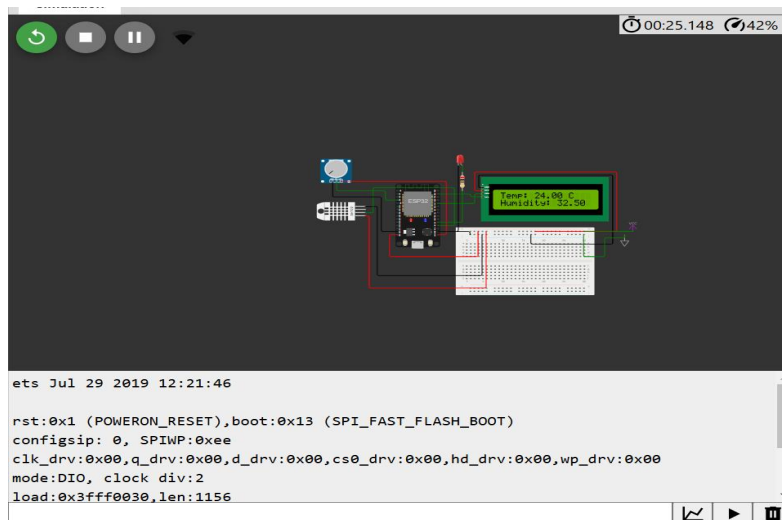 00:25.148 42%
ESP32
Temp: 24.00 C
Humidity: 32.50
ets Jul 29 2019 12:21:46
rst:0x1 (POWERON_RESET),boot:0x13 (SPI_FAST_FLASH_BOOT)
configsip: 0, SPIWP:0xee
clk_drv:0x00,q_drv:0x00,d_drv:0x00,cs0_drv:0x00,hd_drv:0x00,wp_drv:0x00
mode:DIO, clock div:2
load:0x3fff0030,len:1156